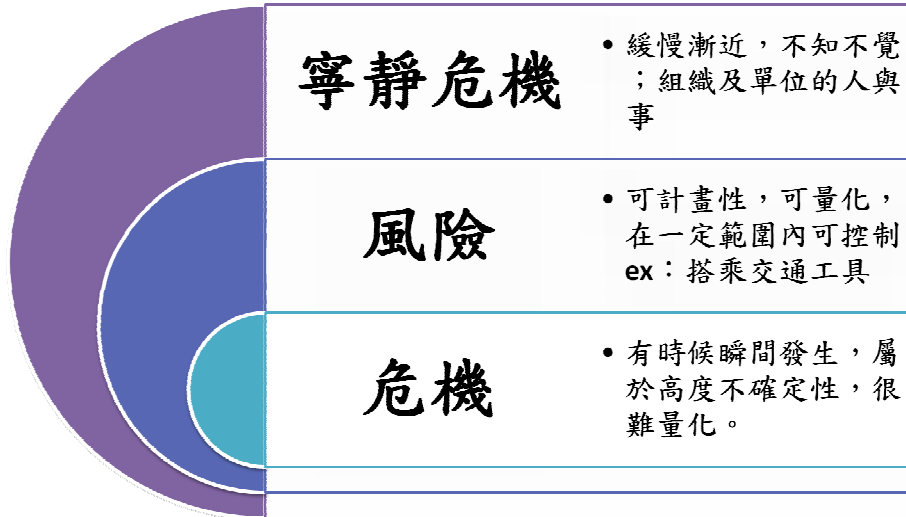 寧靜危機
• 緩慢漸近，不知不覺
；組織及單位的人與
事
風險
• 可計畫性，可量化，
在一定範圍內可控制
ex：搭乘交通工具
危機
• 有時候瞬間發生，屬
於高度不確定性，很
難量化。